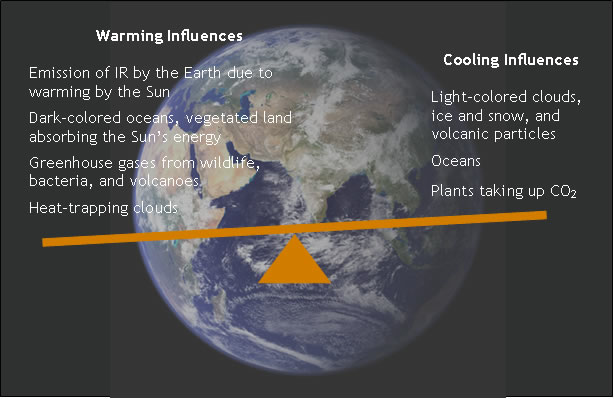 Warming Influences
Emission of IR by the Earth due to
warming by the Sun
Dark-colored oceans, vegetated land
absorbing the Sun's energy
Greenhouse gases from wildlife,
bacteria, and volcanoes
Heat-trapping clouds
Cooling Influences
Light-colored clouds,
ice and snow, and
volcanic particles
Oceans
Plants taking up CO₂